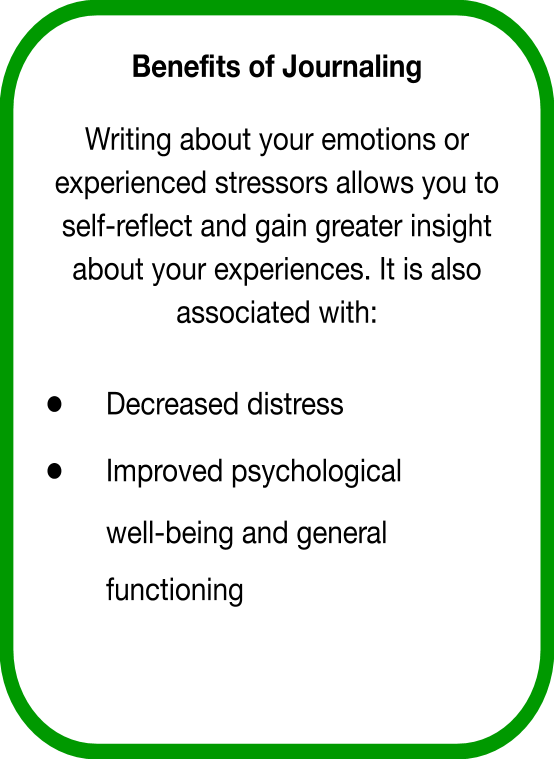 Benefits of Journaling
Writing about your emotions or
experienced stressors allows you to
self-reflect and gain greater insight
about your experiences. It is also
associated with:
● Decreased distress
● Improved psychological
well-being and general
functioning